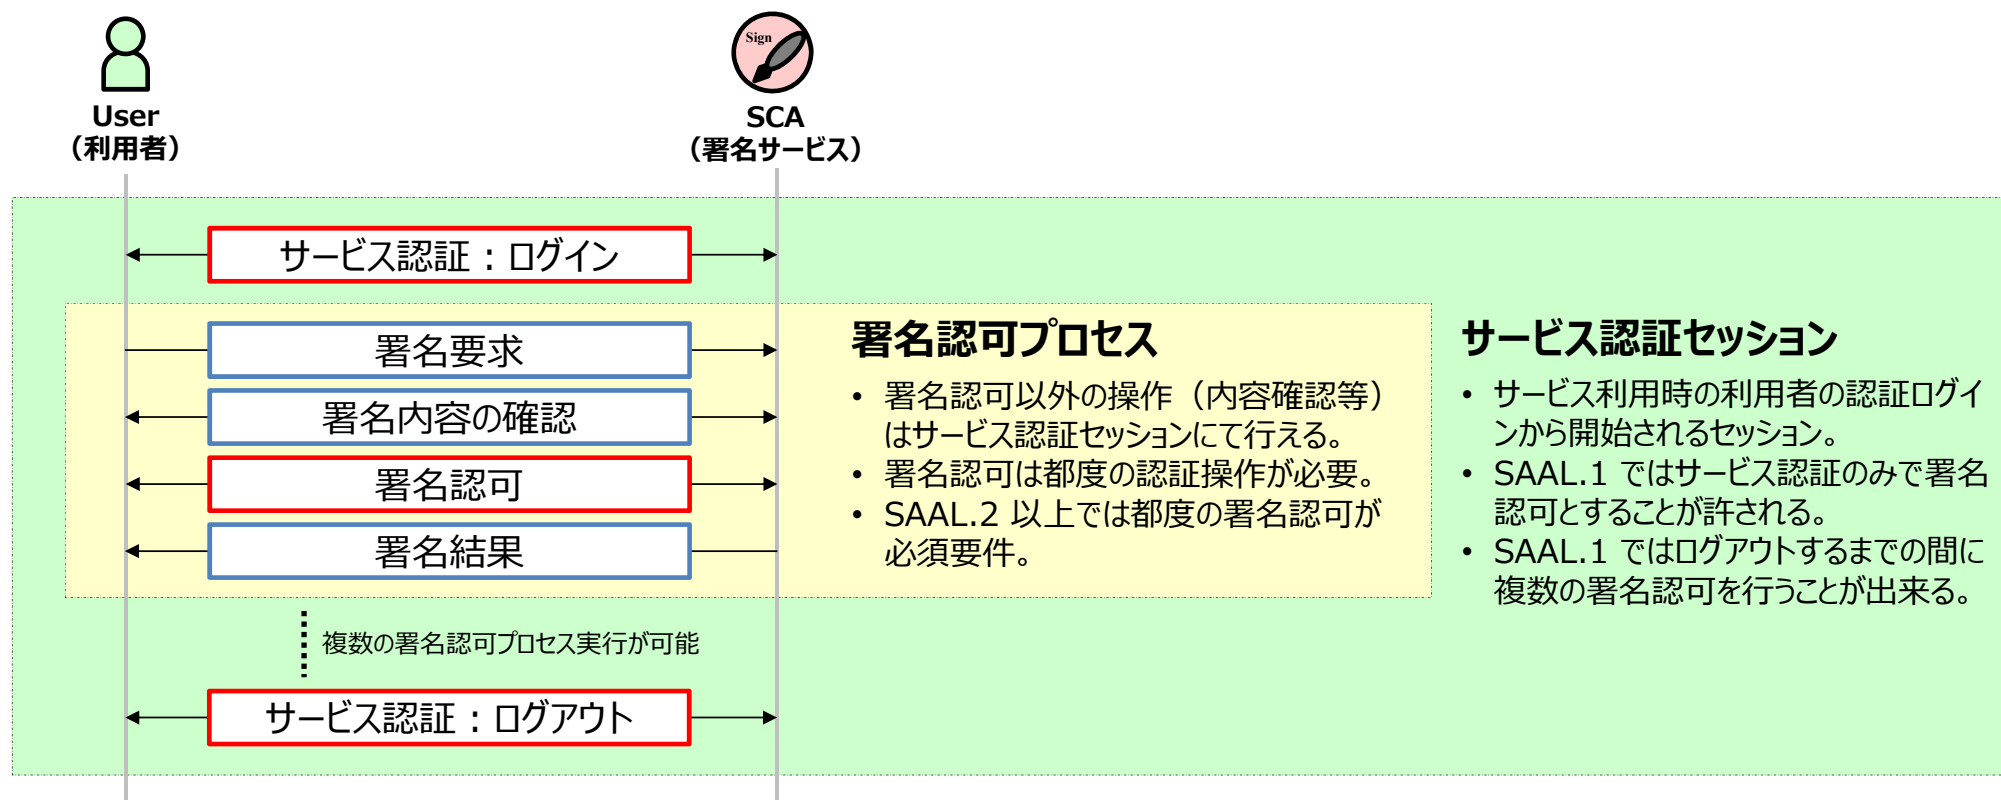 Sign
User
（利用者）
SCA
（署名サービス）
サービス認証：ログイン
署名要求
署名内容の確認
署名認可
署名結果
署名認可プロセス
• 署名認可以外の操作（内容確認等）
はサービス認証セッションにて行える。
• 署名認可は都度の認証操作が必要。
• SAAL.2 以上では都度の署名認可が
必須要件。
サービス認証セッション
• サービス利用時の利用者の認証ログイ
ンから開始されるセッション。
• SAAL.1 ではサービス認証のみで署名
認可とすることが許される。
• SAAL.1 ではログアウトするまでの間に
複数の署名認可を行うことが出来る。
複数の署名認可プロセス実行が可能
サービス認証：ログアウト